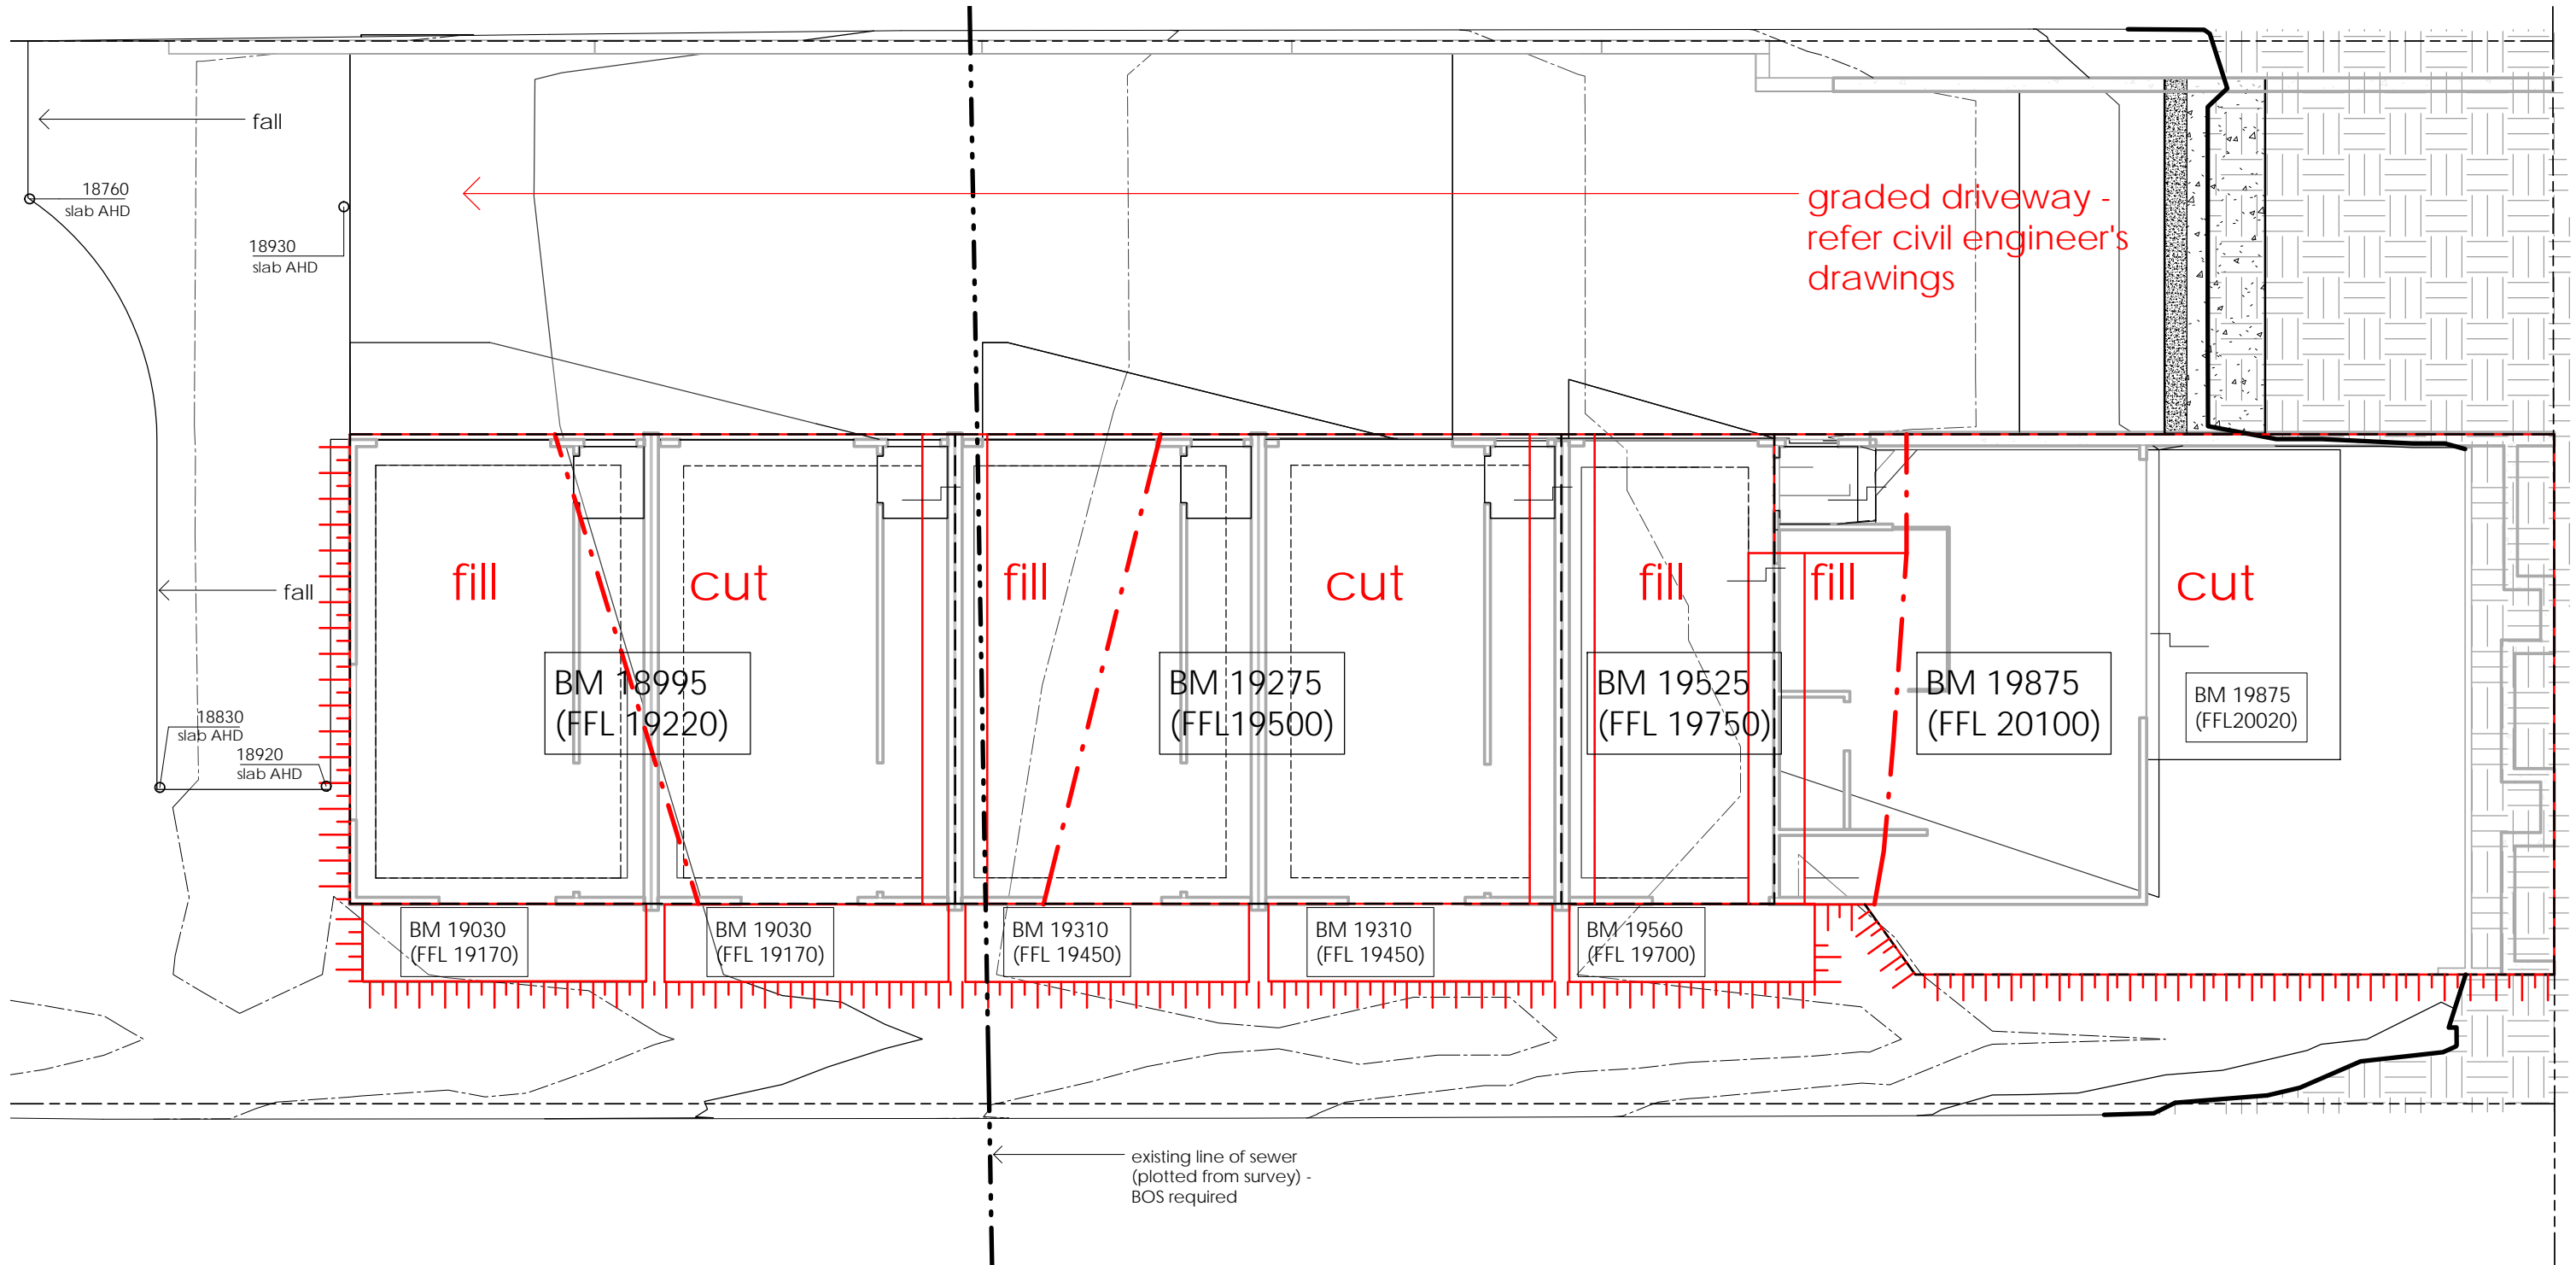 fall
18760
slab AHD
18930
slab AHD
graded driveway -
refer civil engineer's
drawings
fill
cut
fill
cut
fill
fill
cut
fall
BM 18995
(FFL 19220)
BM 19275
(FFL19500)
BM 19525
(FFL 19750)
BM 19875
(FFL 20100)
BM 19875
(FFL20020)
18830
slab AHD
18920
slab AHD
BM 19030
(FFL 19170)
BM 19030
(FFL 19170)
BM 19310
(FFL 19450)
BM 19310
(FFL 19450)
BM 19560
(FFL 19700)
existing line of sewer
(plotted from survey) -
BOS required